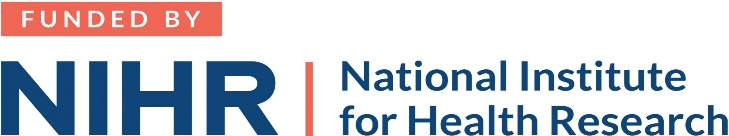 FUNDED BY
NIHR
National Institute
for Health Research